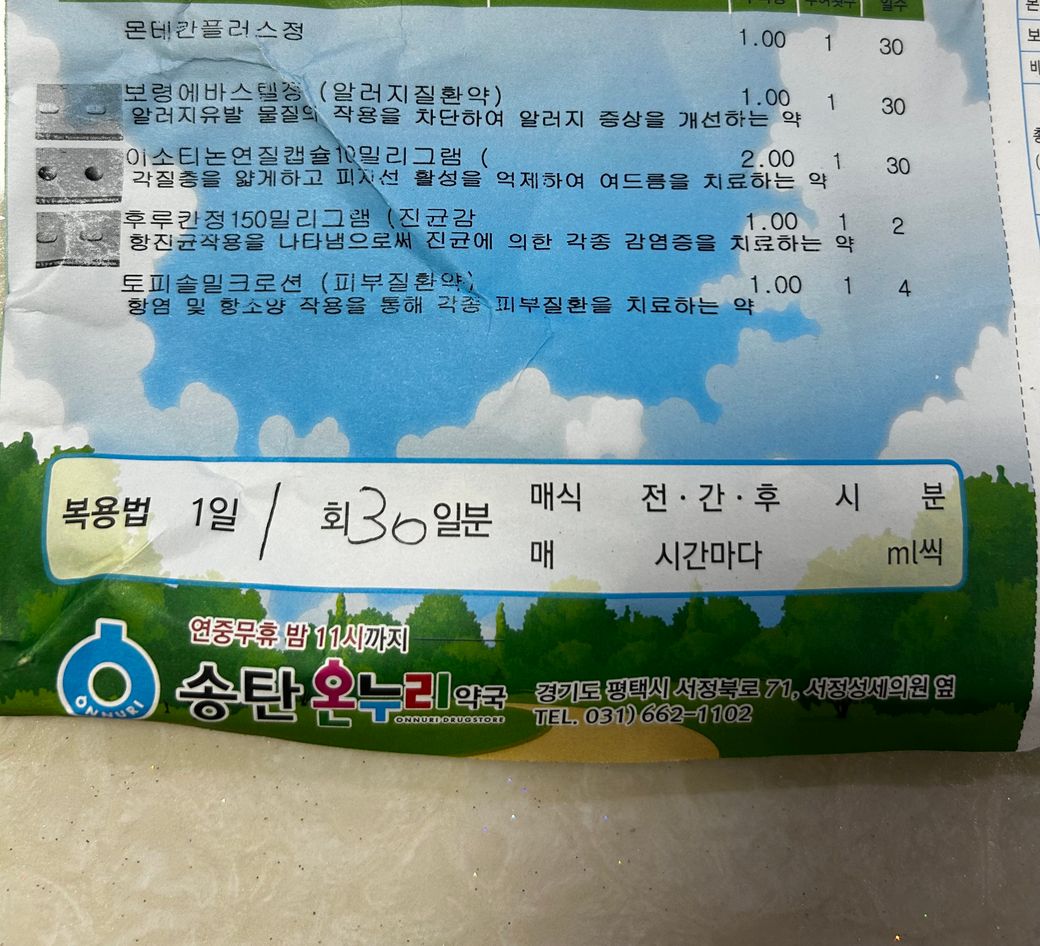 일수
몬테칸플러스정 1.00 1 30
보령에바스텔정 (알러지질환약) 1.00 1 30
알러지유발 물질의 작용을 차단하여 알러지 증상을 개선하는 약
이소티논연질캡슐10밀리그램 ( 2.00 1 30
각질층을 얇게하고 피지선 활성을 억제하여 여드름을 치료하는 약
후루칸정150밀리그램 (진균감 1.00 1 2
항진균작용을 나타냄으로써 진균에 의한 각종 감염증을 치료하는 약
토피솔밀크로션 (피부질환약) 1.00 1 4
항염 및 항소양 작용을 통해 각종 피부질환을 치료하는 약
복용법 1일 / 회 30 일분
매식 전·간·후 시 분
매 시간마다 ml씩
연중무휴 밤 11시까지
ONNURI
송탄 온누리약국
ONNURI DRUGSTORE
경기도 평택시 서정북로 71, 서정성세의원 옆
TEL. 031) 662-1102